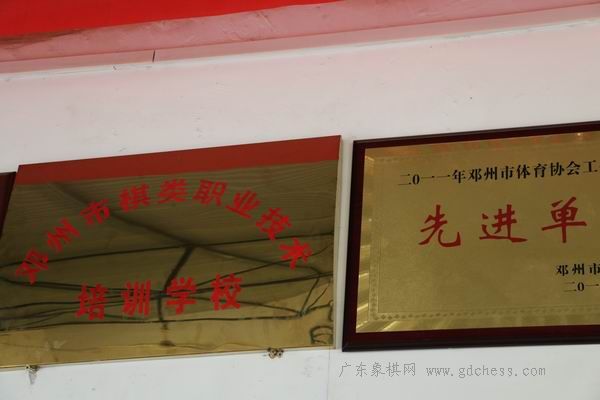 邓州市棋类职业技术
培训学校
二〇一一年邓州市体育协会工
先进单
邓州市
二〇一
广东象棋网 www.gdchess.com